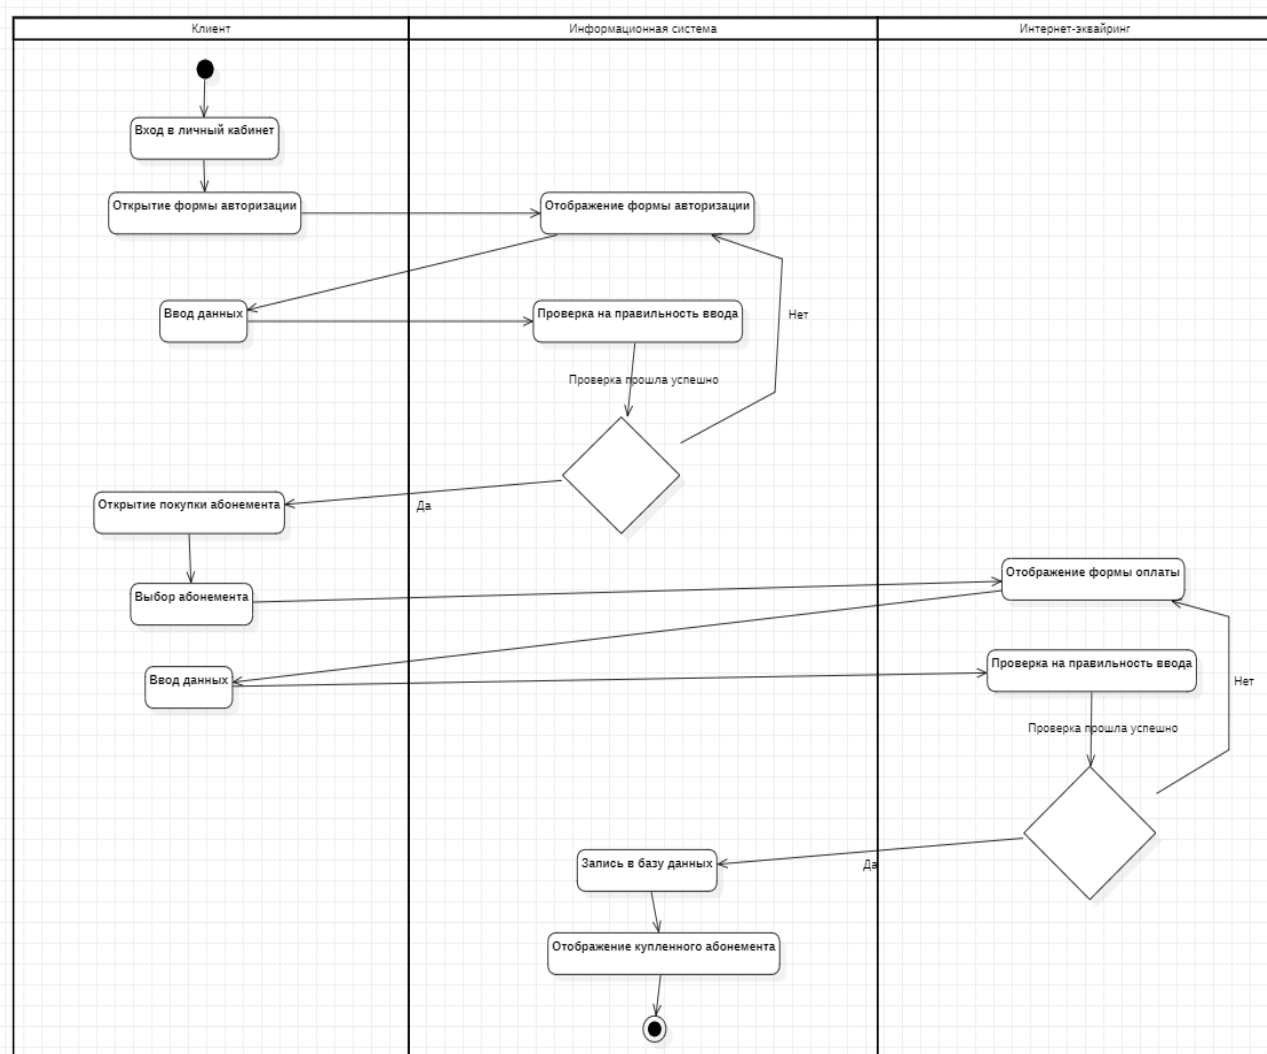 Клиент
Информационная система
Интернет-эквайринг
Вход в личный кабинет
Открытие формы авторизации
Отображение формы авторизации
Ввод данных
Проверка на правильность ввода
Нет
Проверка прошла успешно
Да
Открытие покупки абонемента
Выбор абонемента
Отображение формы оплаты
Ввод данных
Проверка на правильность ввода
Нет
Проверка прошла успешно
Да
Запись в базу данных
Отображение купленного абонемента